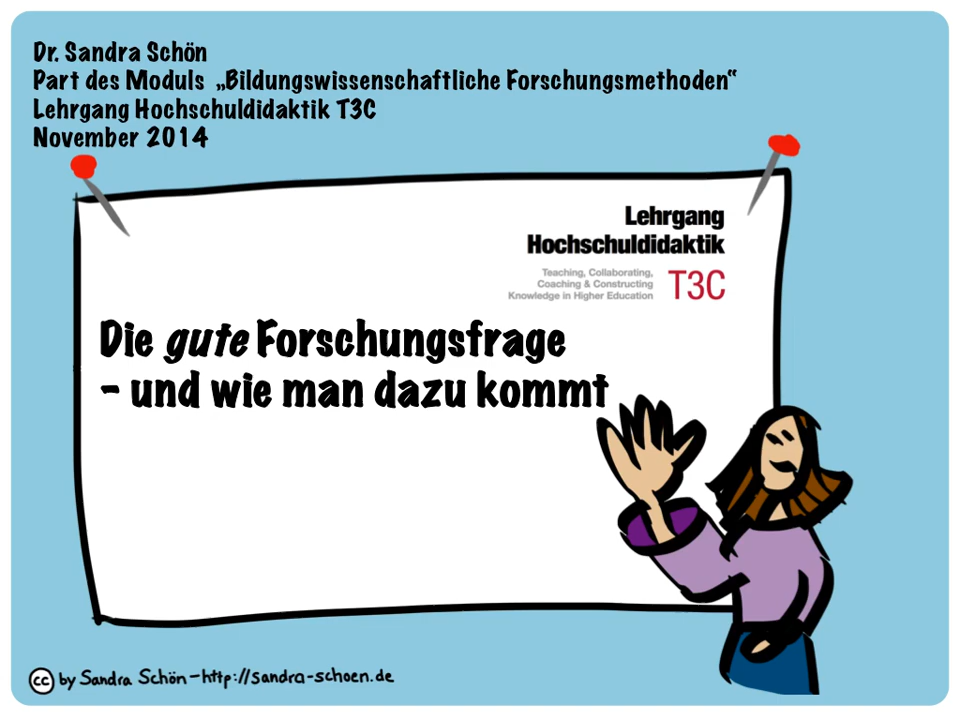 Dr. Sandra Schön
Part des Moduls „Bildungswissenschaftliche Forschungsmethoden“
Lehrgang Hochschuldidaktik T3C
November 2014
Lehrgang
Hochschuldidaktik
Teaching, Collaborating,
Coaching & Constructing
Knowledge in Higher Education
T3C
Die gute Forschungsfrage
– und wie man dazu kommt
cc by Sandra Schön – http://sandra-schoen.de